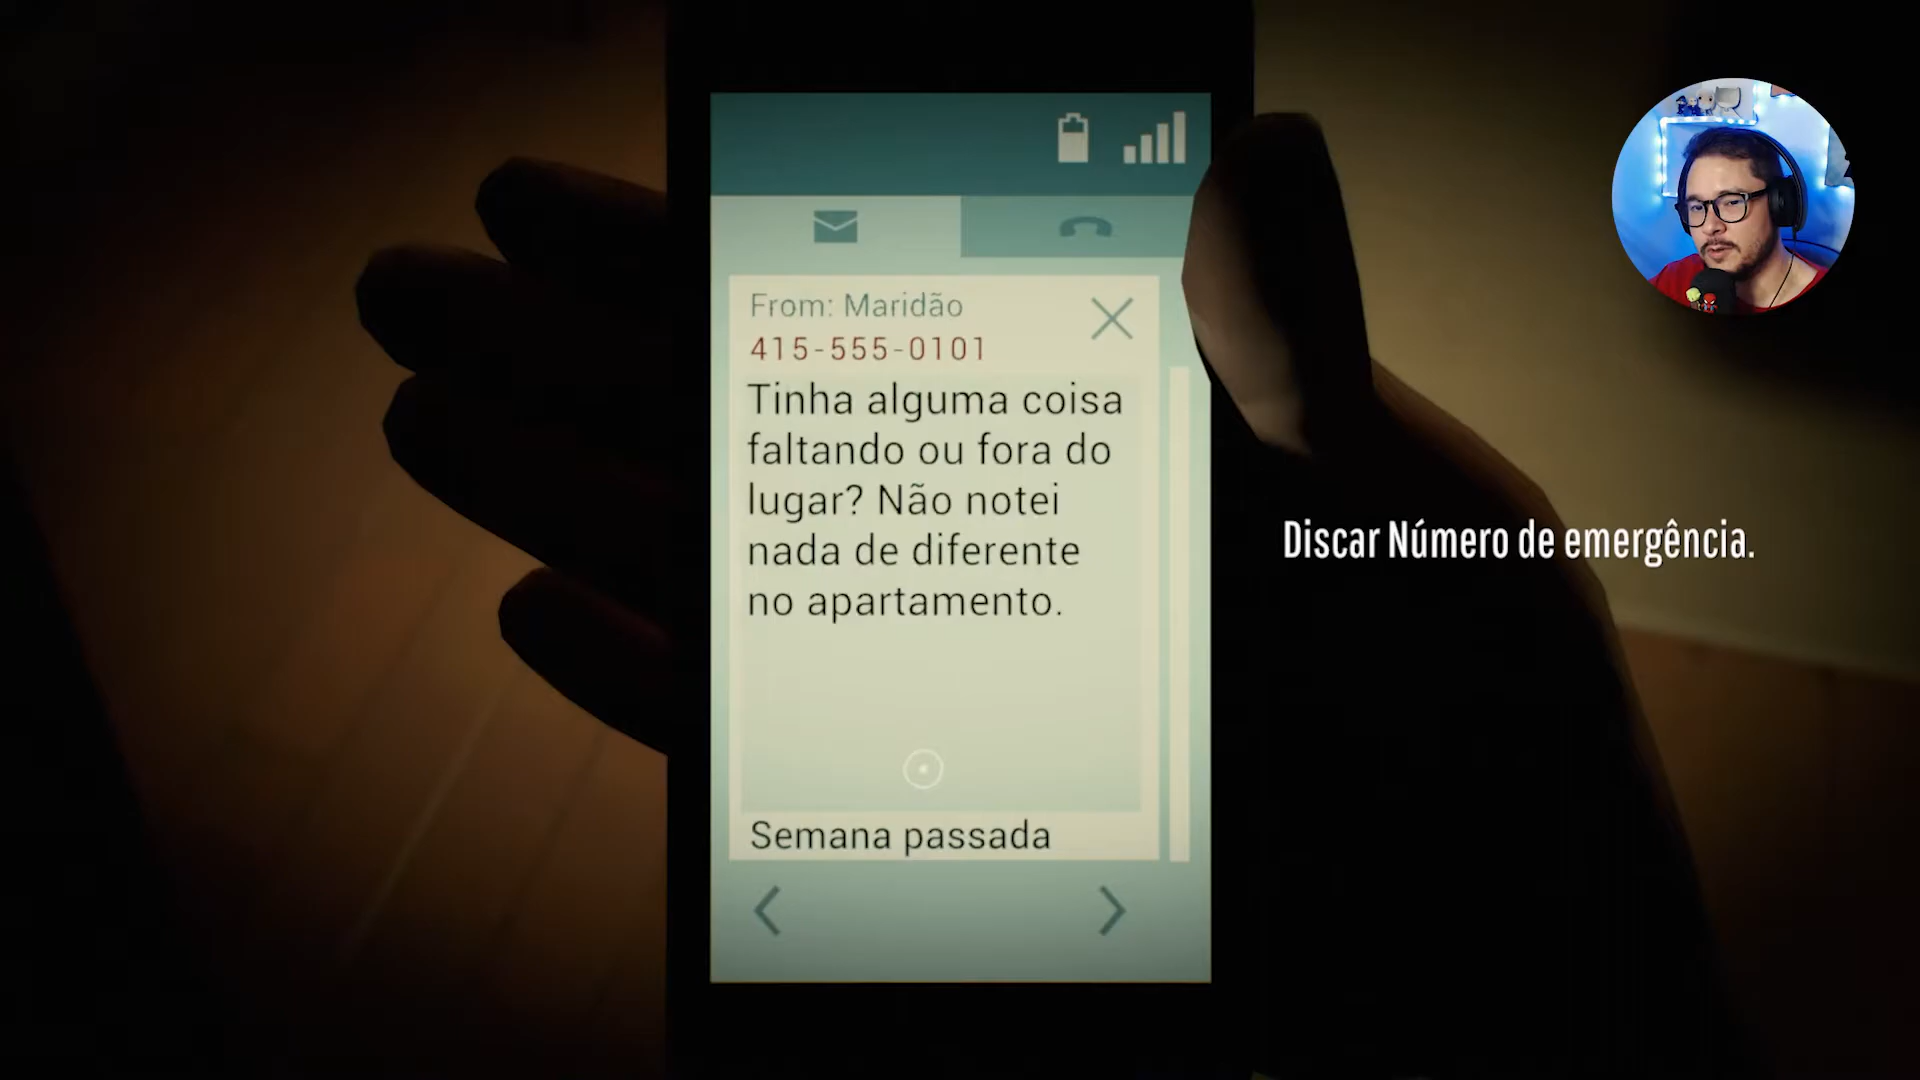 From: Maridão
415-555-0101
Tinha alguma coisa
faltando ou fora do
lugar? Não notei
nada de diferente
no apartamento.
Semana passada
Discar Número de emergência.